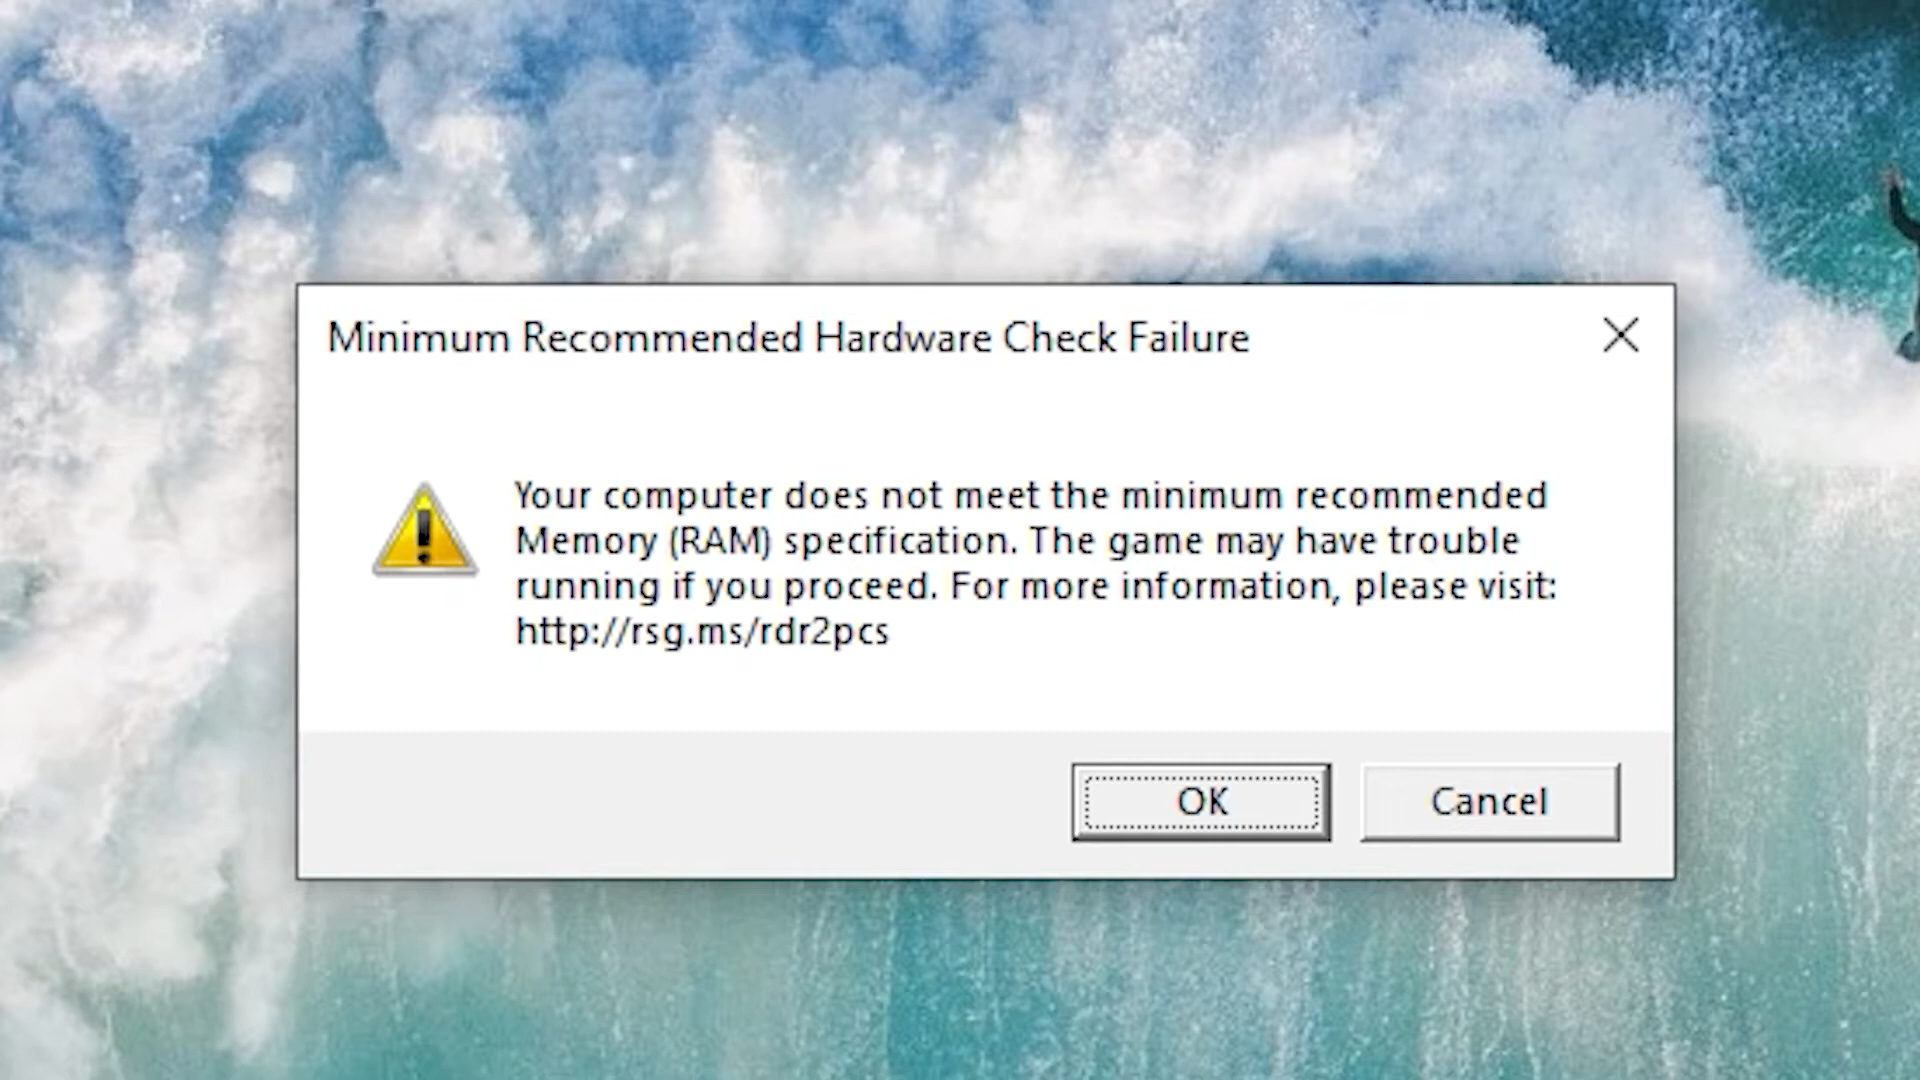 Minimum Recommended Hardware Check Failure
Your computer does not meet the minimum recommended
Memory (RAM) specification. The game may have trouble
running if you proceed. For more information, please visit:
http://rsg.ms/rdr2pcs
OK
Cancel